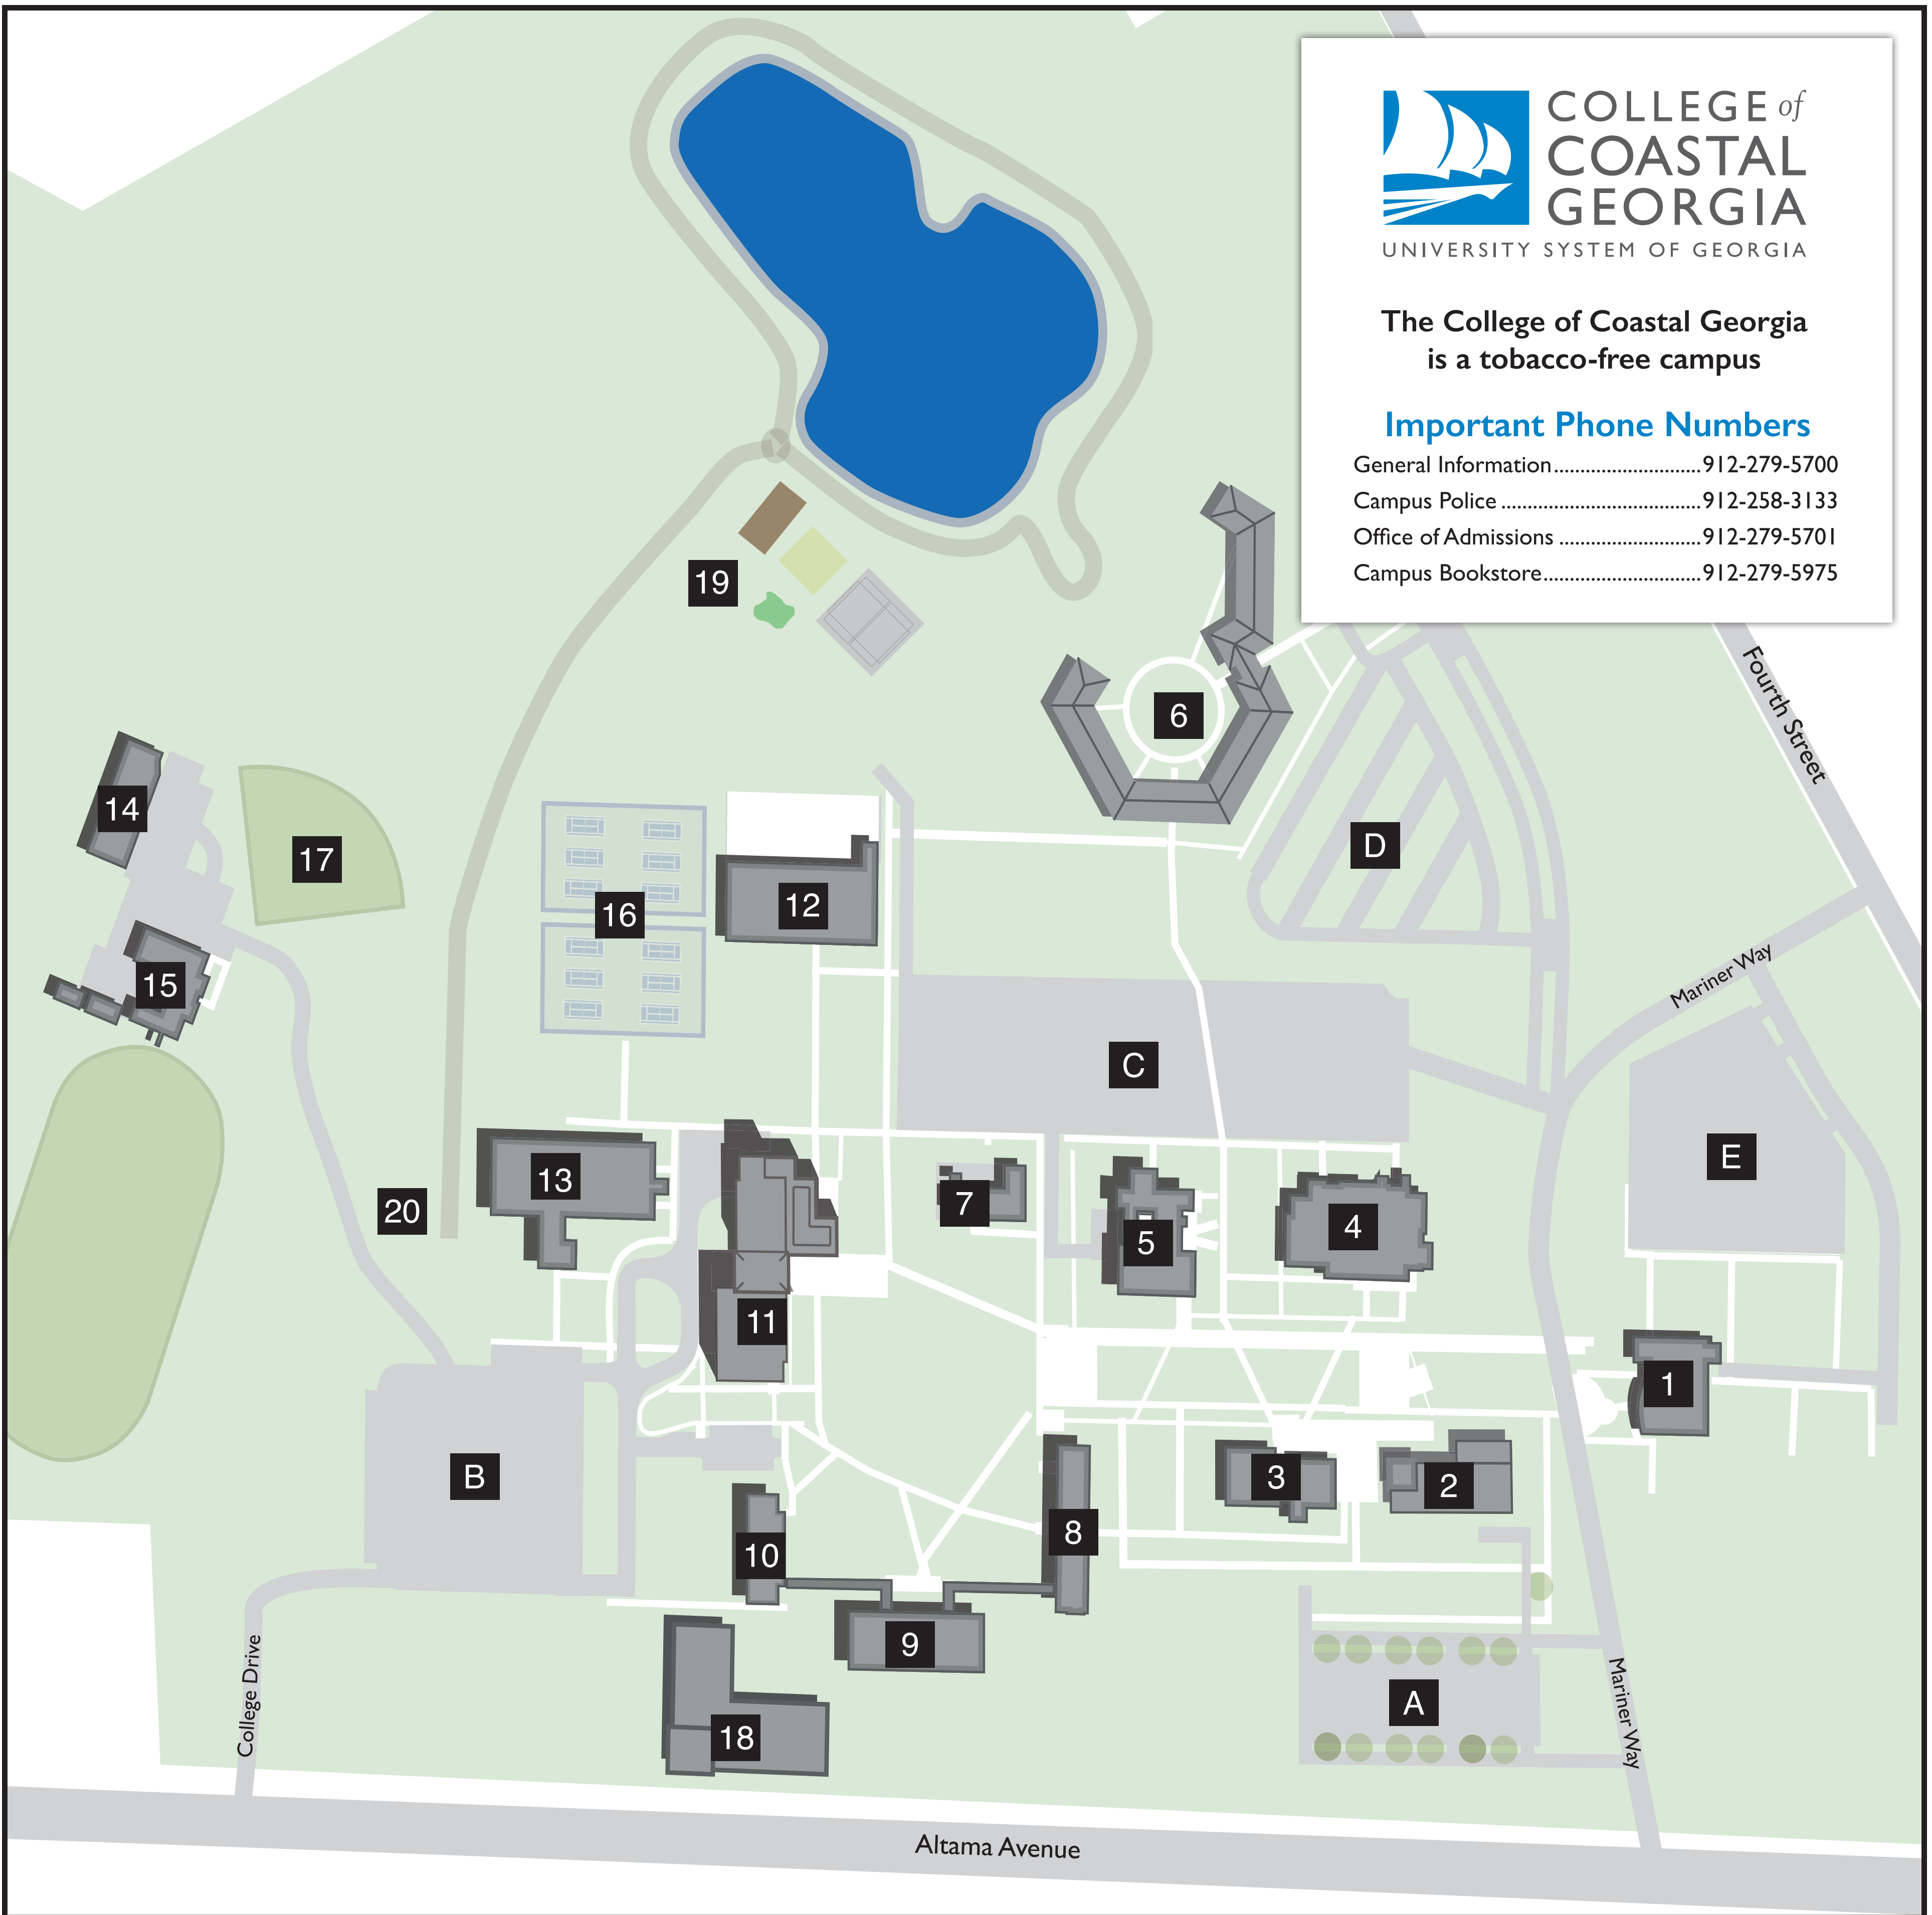 COLLEGE of
COASTAL
GEORGIA
UNIVERSITY SYSTEM OF GEORGIA
The College of Coastal Georgia
is a tobacco-free campus
Important Phone Numbers
General Information............................912-279-5700
Campus Police ......................................912-258-3133
Office of Admissions ...........................912-279-5701
Campus Bookstore..............................912-279-5975
19
6
Fourth Street
14
17
D
16
12
15
Mariner Way
C
E
13
20
7
5
4
11
1
B
3
2
8
10
9
College Drive
18
A
Mariner Way
Altama Avenue